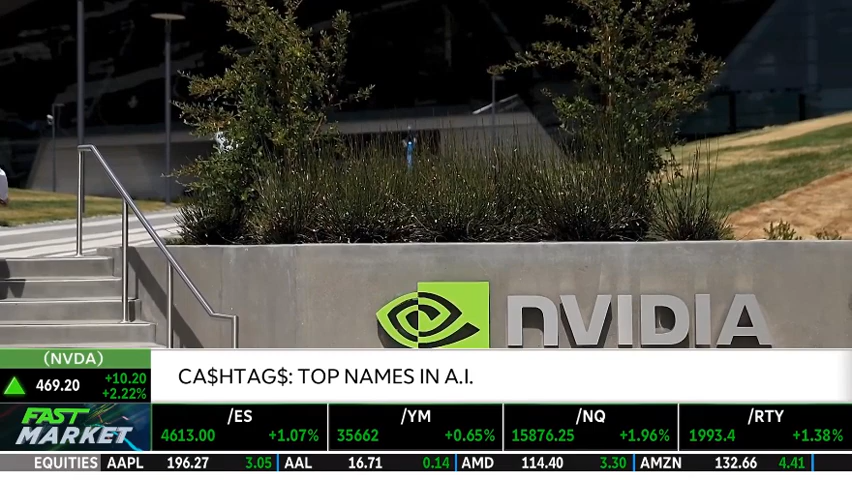 NVIDIA
(NVDA)
469.20 +10.20 +2.22%
CA$HTAG$: TOP NAMES IN A.I.
FAST MARKET
/ES /YM /NQ /RTY
4613.00 +1.07% 35662 +0.65% 15876.25 +1.96% 1993.4 +1.38%
EQUITIES AAPL 196.27 3.05 AAL 16.71 0.14 AMD 114.40 3.30 AMZN 132.66 4.41